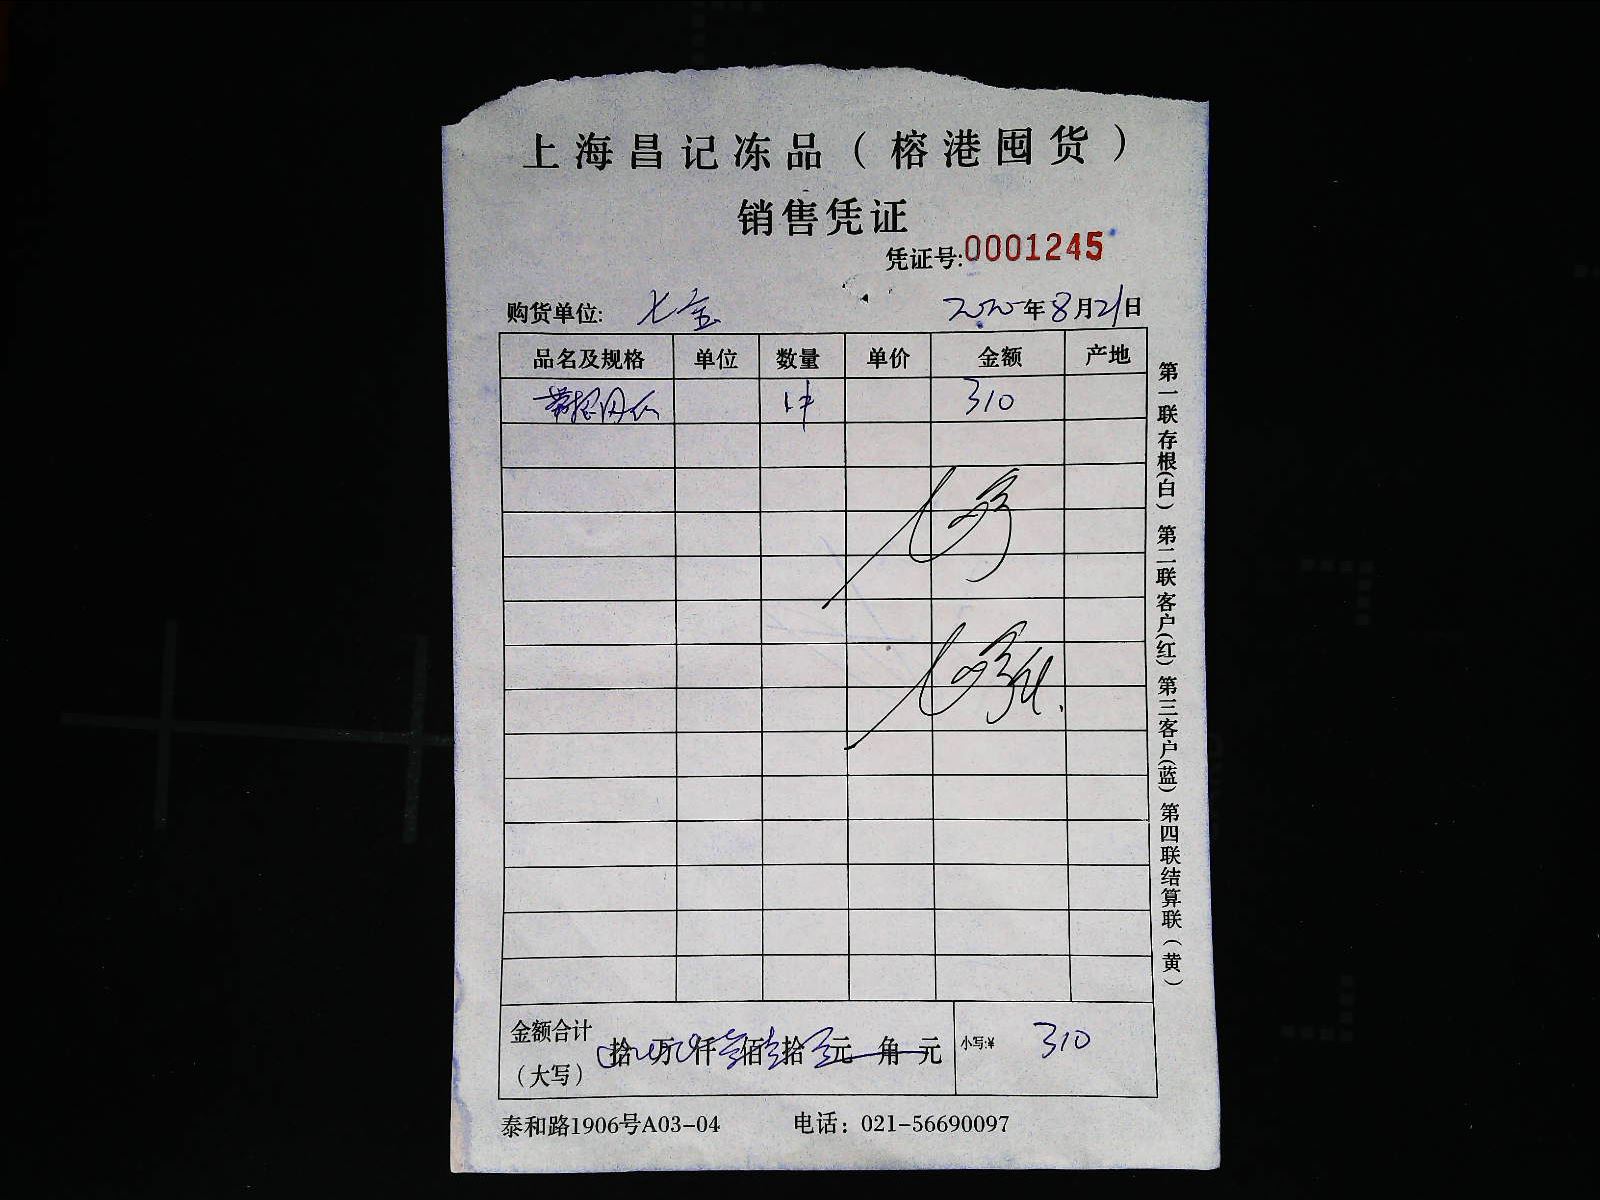 上海昌记冻品（榕港囤货）
销售凭证
凭证号:0001245
购货单位: 七宝 2020年8月21日
品名及规格 单位 数量 单价 金额 产地
1件 310
金额合计 拾 万 仟叁佰壹拾 元 角 元 小写:¥ 310
（大写）
泰和路1906号A03-04 电话：021-56690097
第一联存根(白) 第二联客户(红) 第三客户(蓝) 第四联结算联(黄)